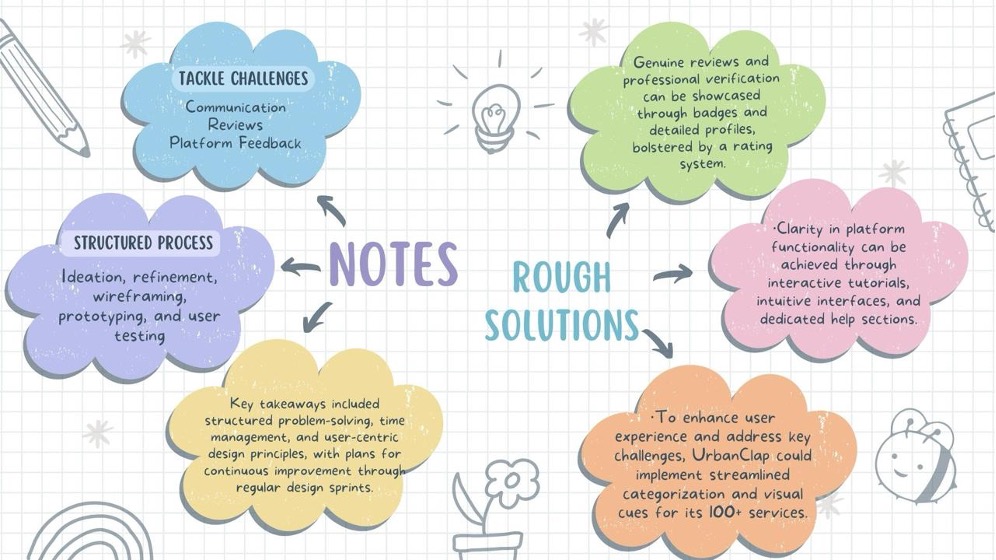 TACKLE CHALLENGES
Communication
Reviews
Platform Feedback
STRUCTURED PROCESS
Ideation, refinement,
wireframing,
prototyping, and user
testing
NOTES
Key takeaways included
structured problem-solving, time
management, and user-centric
design principles, with plans for
continuous improvement through
regular design sprints.
ROUGH
SOLUTIONS
Genuine reviews and
professional verification
can be showcased
through badges and
detailed profiles,
bolstered by a rating
system.
·Clarity in platform
functionality can be
achieved through
interactive tutorials,
intuitive interfaces, and
dedicated help sections.
·To enhance user
experience and address key
challenges, UrbanClap could
implement streamlined
categorization and visual
cues for its 100+ services.